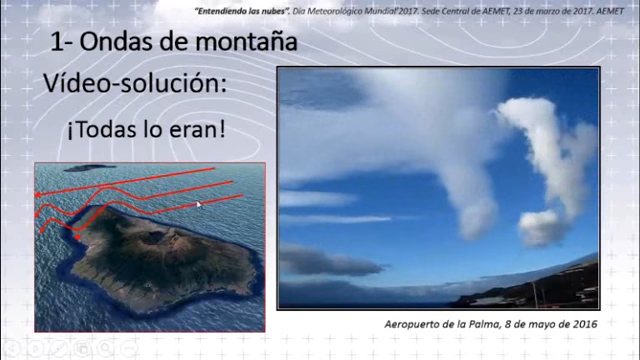 "Entendiendo las nubes". Día Meteorológico Mundial'2017. Sede Central de AEMET, 23 de marzo de 2017. AEMET
1- Ondas de montaña
Vídeo-solución:
¡Todas lo eran!
Aeropuerto de la Palma, 8 de mayo de 2016